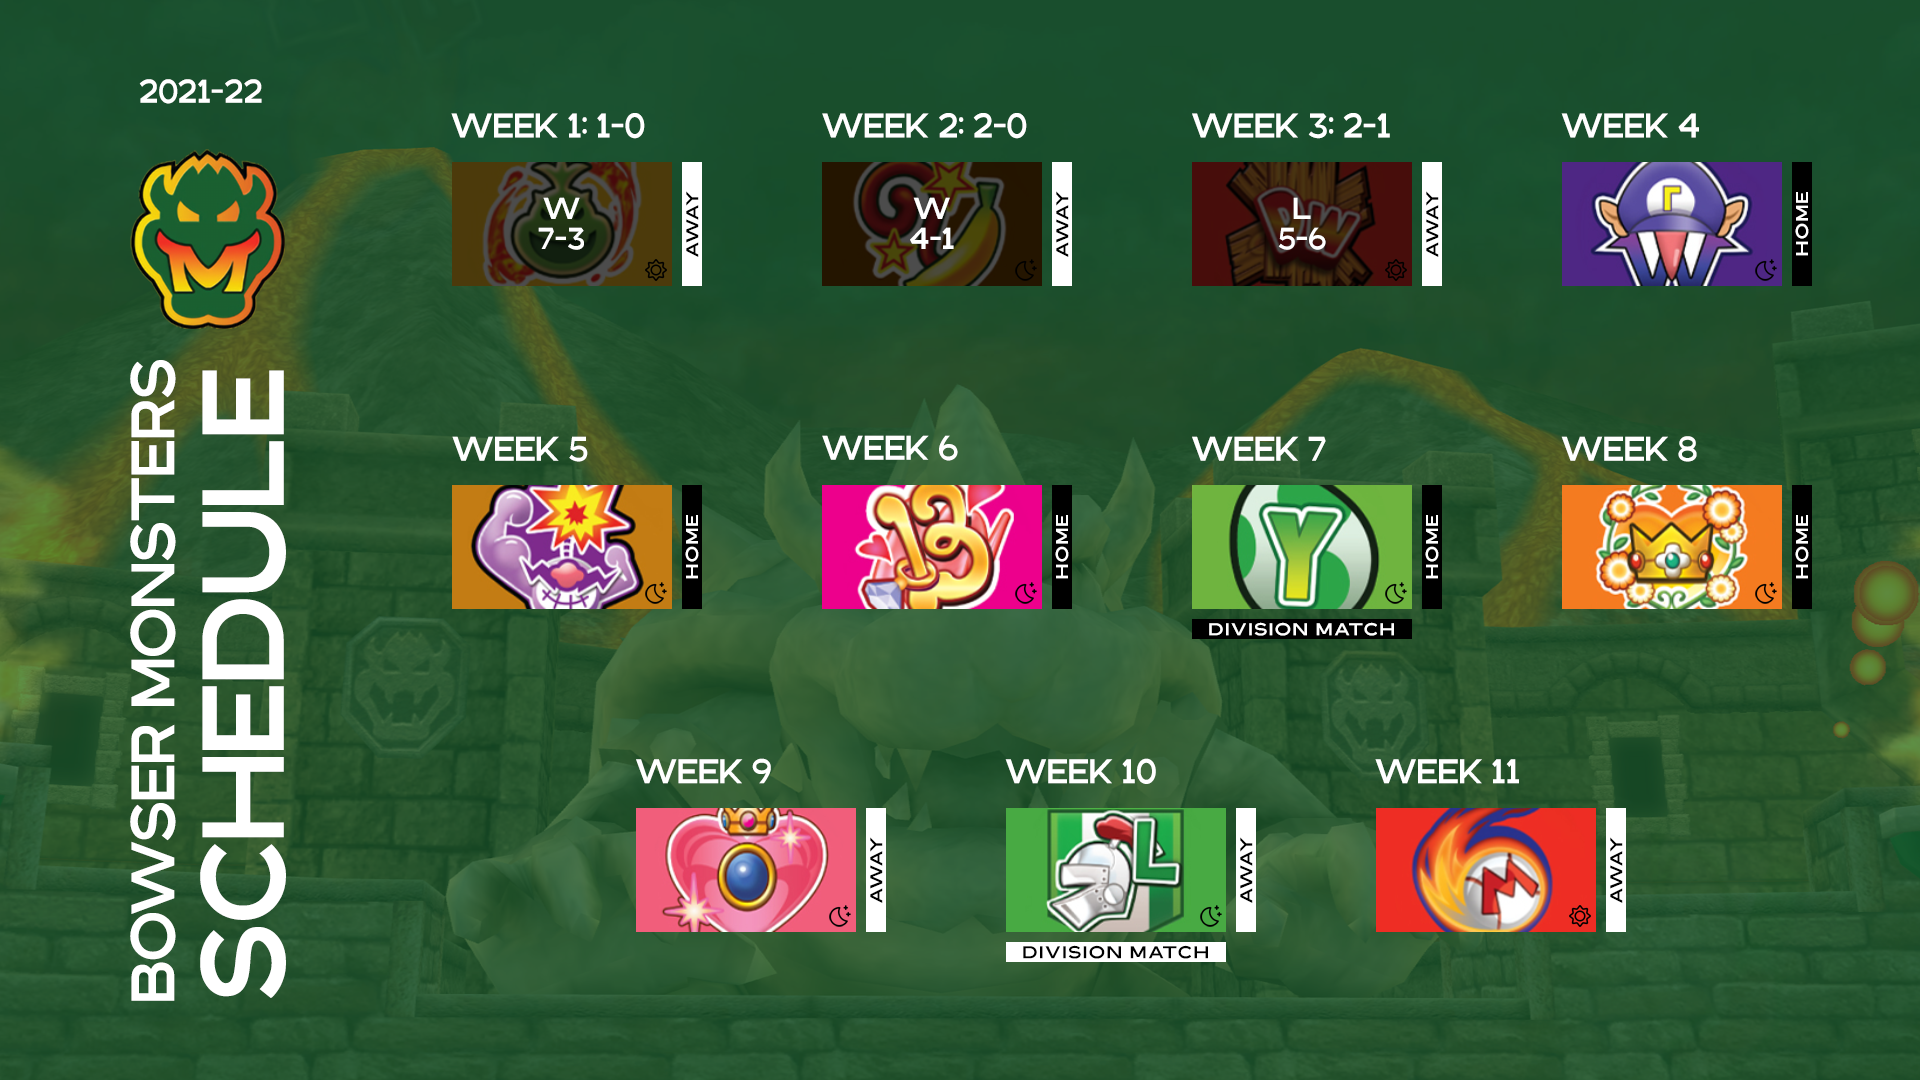 2021-22
BOWSER MONSTERS
SCHEDULE
M
WEEK 1: 1-0
W
7-3
AWAY
WEEK 2: 2-0
W
4-1
AWAY
WEEK 3: 2-1
DW
L
5-6
AWAY
WEEK 4
Γ
W
HOME
WEEK 5
HOME
WEEK 6
B
HOME
WEEK 7
Y
HOME
DIVISION MATCH
WEEK 8
HOME
WEEK 9
AWAY
WEEK 10
L
AWAY
DIVISION MATCH
WEEK 11
M
AWAY